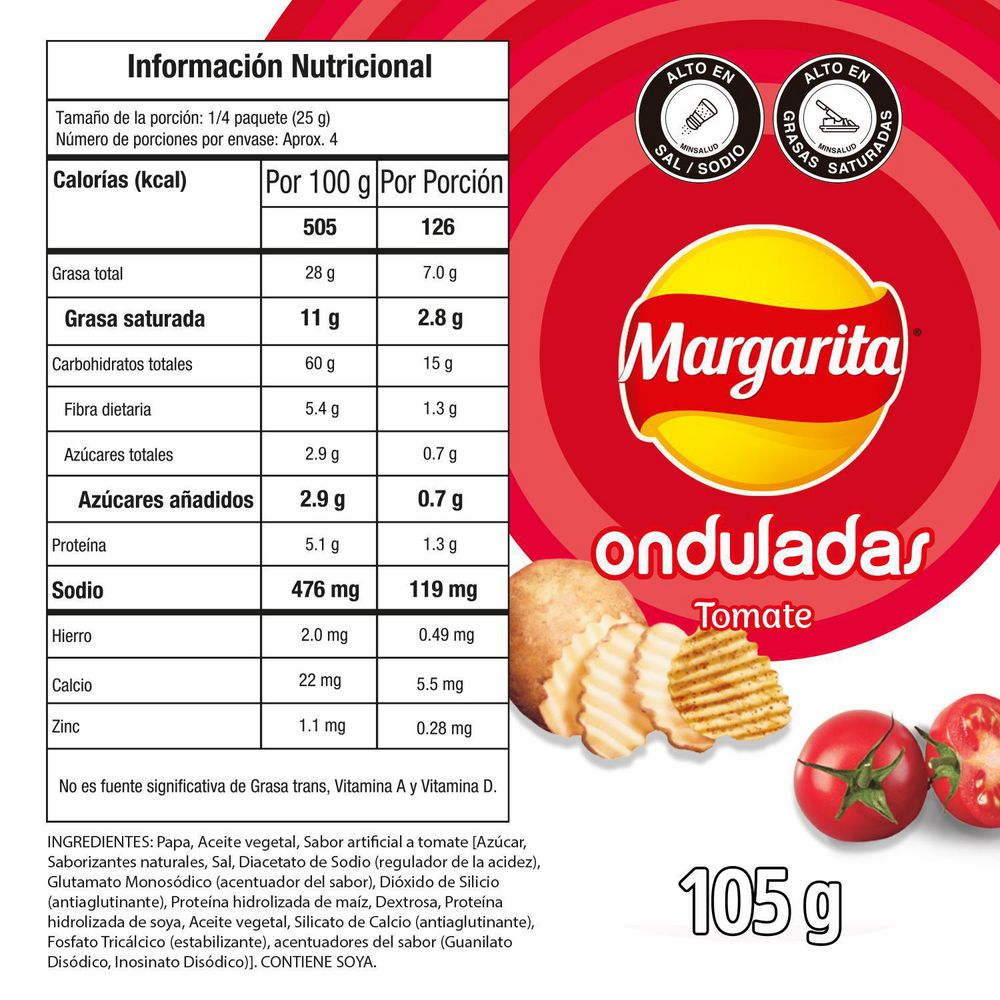 Información Nutricional
Tamaño de la porción: 1/4 paquete (25 g)
Número de porciones por envase: Aprox. 4
Calorías (kcal) Por 100 g Por Porción
505 126
Grasa total 28 g 7.0 g
Grasa saturada 11 g 2.8 g
Carbohidratos totales 60 g 15 g
Fibra dietaria 5.4 g 1.3 g
Azúcares totales 2.9 g 0.7 g
Azúcares añadidos 2.9 g 0.7 g
Proteína 5.1 g 1.3 g
Sodio 476 mg 119 mg
Hierro 2.0 mg 0.49 mg
Calcio 22 mg 5.5 mg
Zinc 1.1 mg 0.28 mg
No es fuente significativa de Grasa trans, Vitamina A y Vitamina D.
INGREDIENTES: Papa, Aceite vegetal, Sabor artificial a tomate [Azúcar,
Saborizantes naturales, Sal, Diacetato de Sodio (regulador de la acidez),
Glutamato Monosódico (acentuador del sabor), Dióxido de Silicio
(antiaglutinante), Proteína hidrolizada de maíz, Dextrosa, Proteína
hidrolizada de soya, Aceite vegetal, Silicato de Calcio (antiaglutinante),
Fosfato Tricálcico (estabilizante), acentuadores del sabor (Guanilato
Disódico, Inosinato Disódico)]. CONTIENE SOYA.
ALTO EN
MINSALUD
SAL / SODIO
ALTO EN
MINSALUD
GRASAS SATURADAS
Margarita®
onduladas
Tomate
105 g